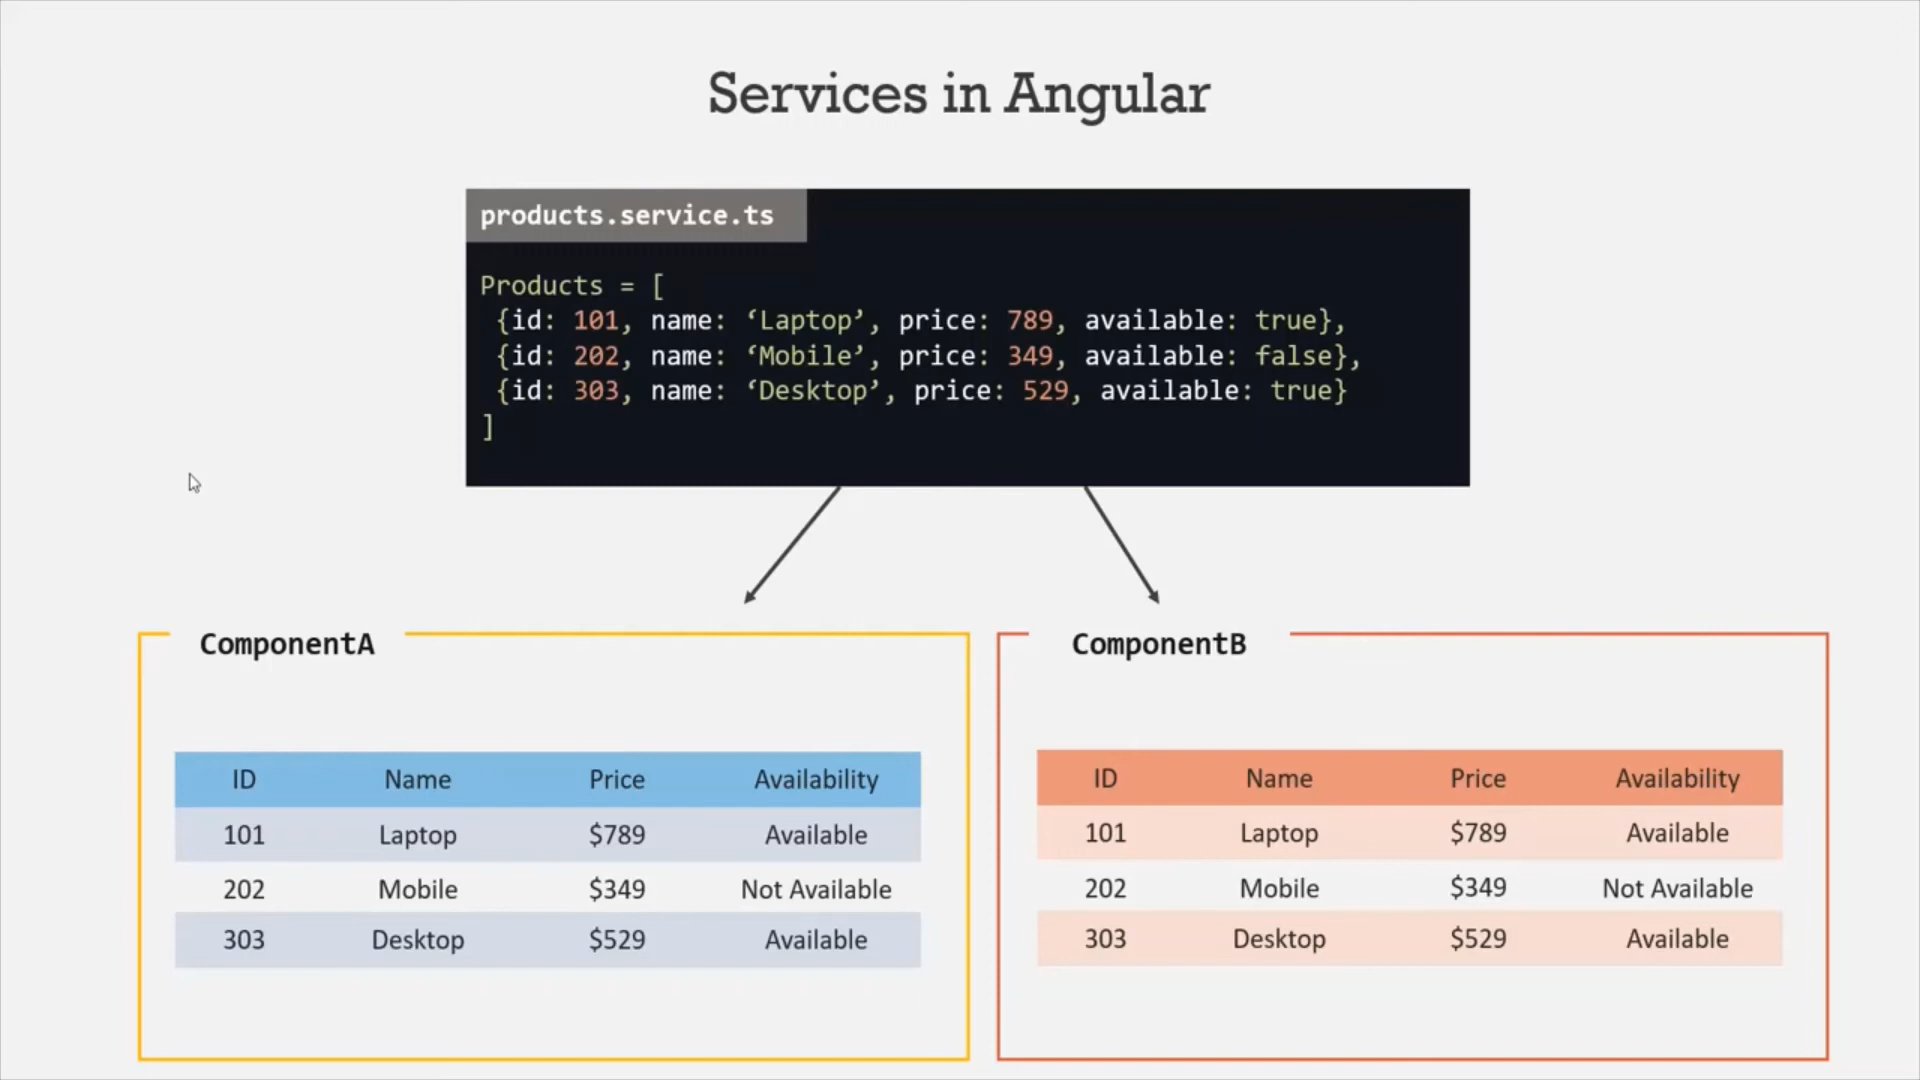 Services in Angular
products.service.ts
Products = [
{id: 101, name: ‘Laptop’, price: 789, available: true},
{id: 202, name: ‘Mobile’, price: 349, available: false},
{id: 303, name: ‘Desktop’, price: 529, available: true}
]
ComponentA
ID Name Price Availability
101 Laptop $789 Available
202 Mobile $349 Not Available
303 Desktop $529 Available
ComponentB
ID Name Price Availability
101 Laptop $789 Available
202 Mobile $349 Not Available
303 Desktop $529 Available